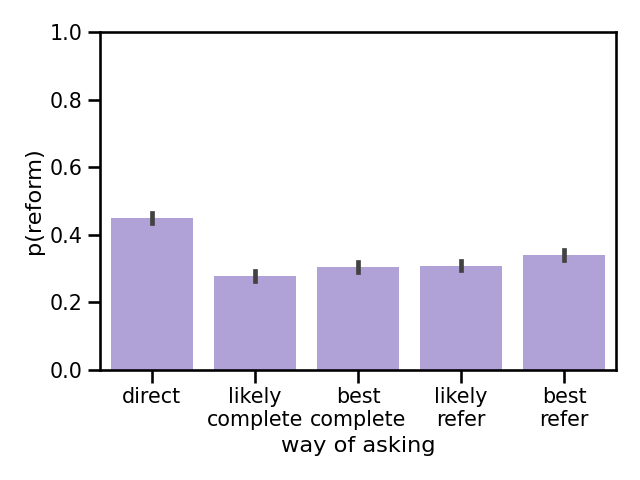 1.0
0.8
0.6
0.4
0.2
0.0
p(reform)
direct
likely complete
best complete
likely refer
best refer
way of asking